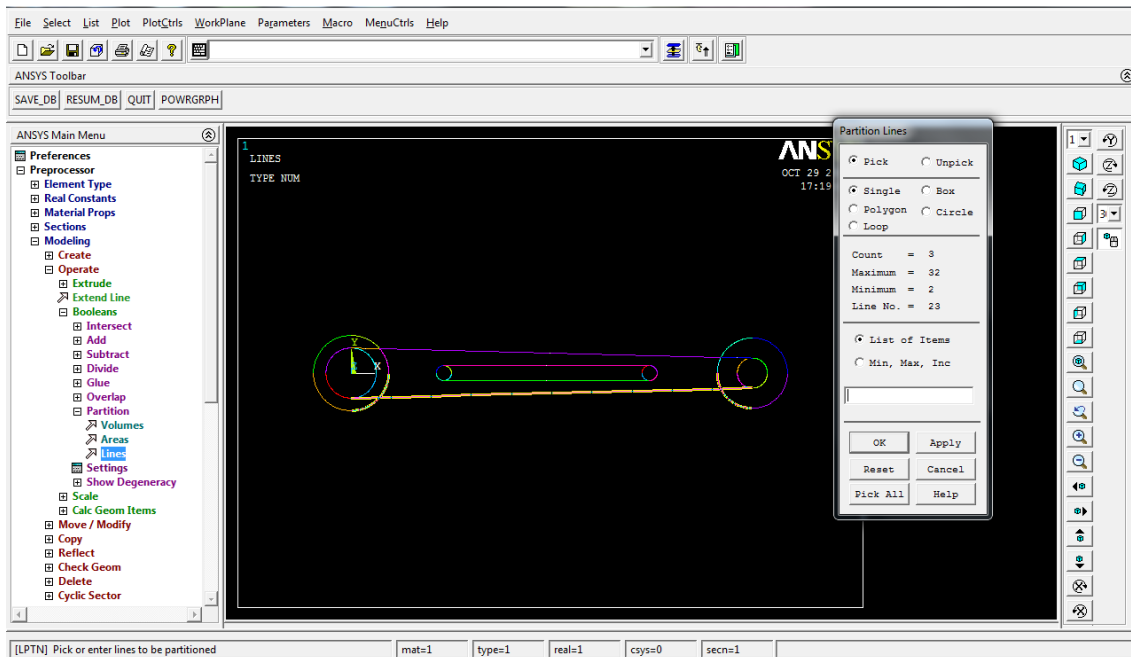 File Select List Plot PlotCtrls WorkPlane Parameters Macro MenuCtrls Help
ANSYS Toolbar
SAVE_DB RESUM_DB QUIT POWRGRPH
ANSYS Main Menu
Preferences
Preprocessor
Element Type
Real Constants
Material Props
Sections
Modeling
Create
Operate
Extrude
Extend Line
Booleans
Intersect
Add
Subtract
Divide
Glue
Overlap
Partition
Volumes
Areas
Lines
Settings
Show Degeneracy
Scale
Calc Geom Items
Move / Modify
Copy
Reflect
Check Geom
Delete
Cyclic Sector
1
LINES
TYPE NUM
ANS
OCT 29 2
17:19
Y
X
Partition Lines
Pick Unpick
Single Box
Polygon Circle
Loop
Count = 3
Maximum = 32
Minimum = 2
Line No. = 23
List of Items
Min, Max, Inc
OK Apply
Reset Cancel
Pick All Help
1
[LPTN] Pick or enter lines to be partitioned
mat=1 type=1 real=1 csys=0 secn=1